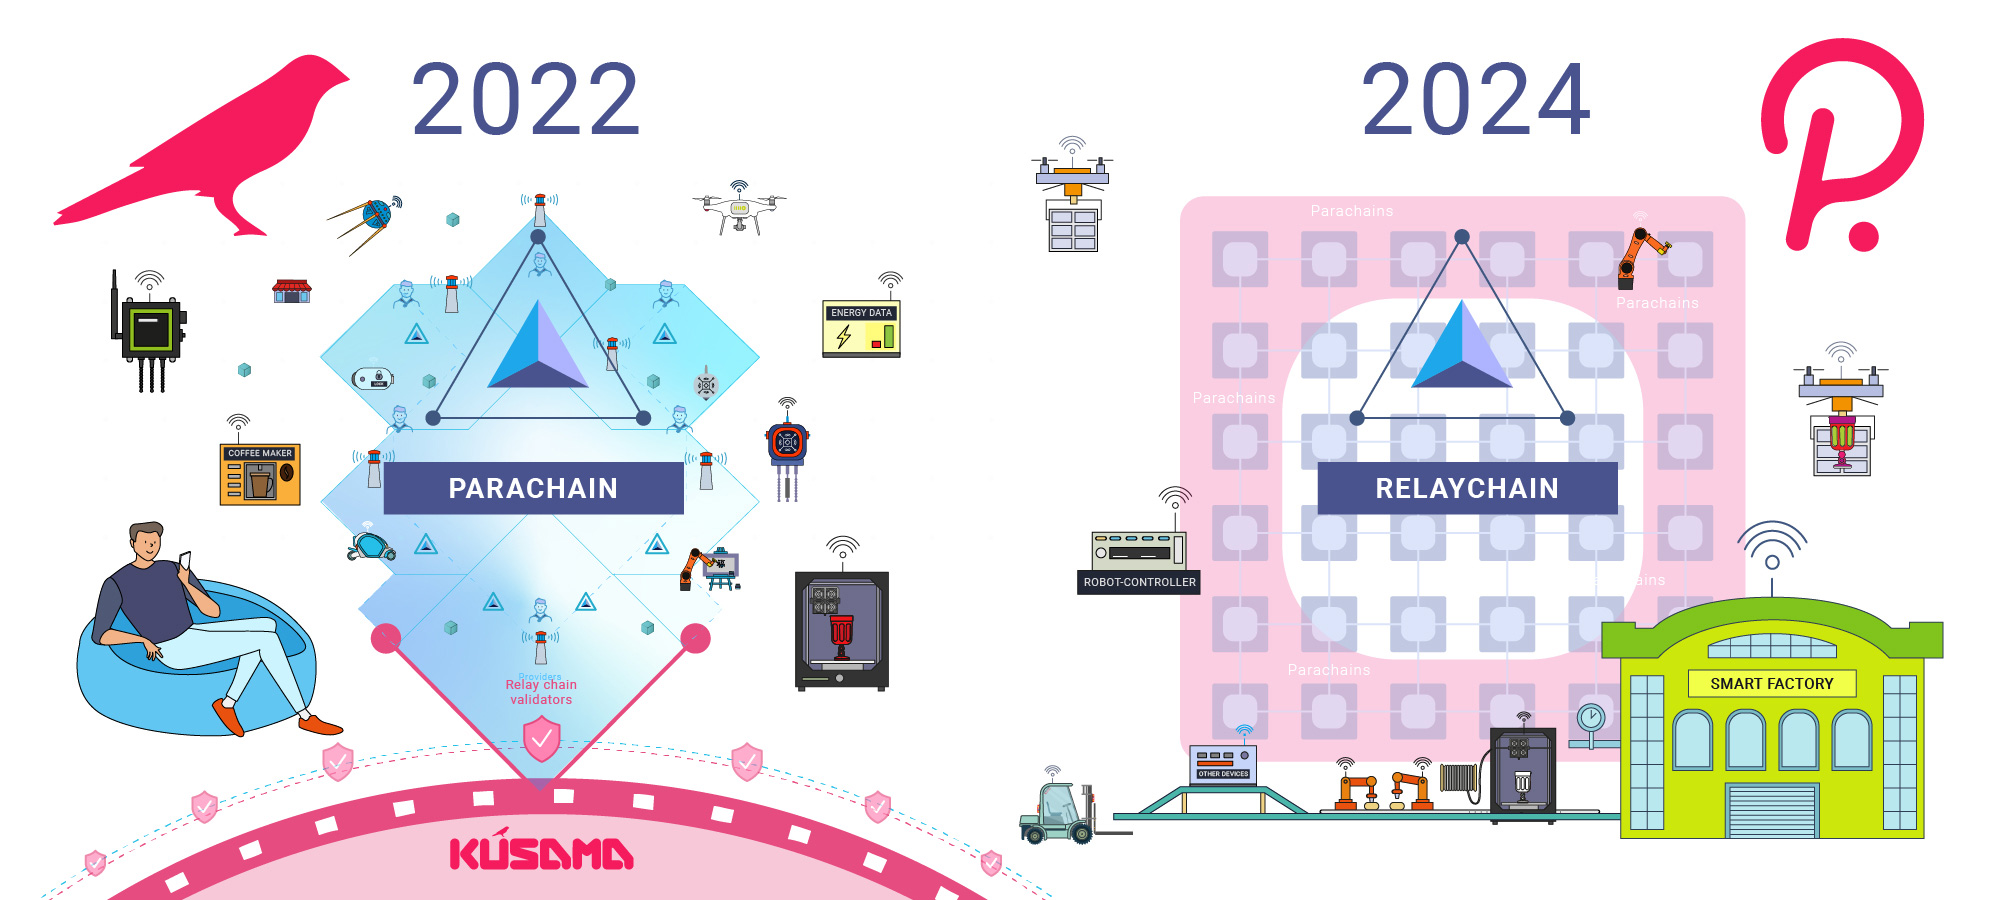 2022
ENERGY DATA
COFFEE MAKER
LOCK
PARACHAIN
Providers
Relay chain
validators
KUSAMA
2024
Parachains
Parachains
Parachains
RELAYCHAIN
ROBOT-CONTROLLER
Parachains
SMART FACTORY
OTHER DEVICES